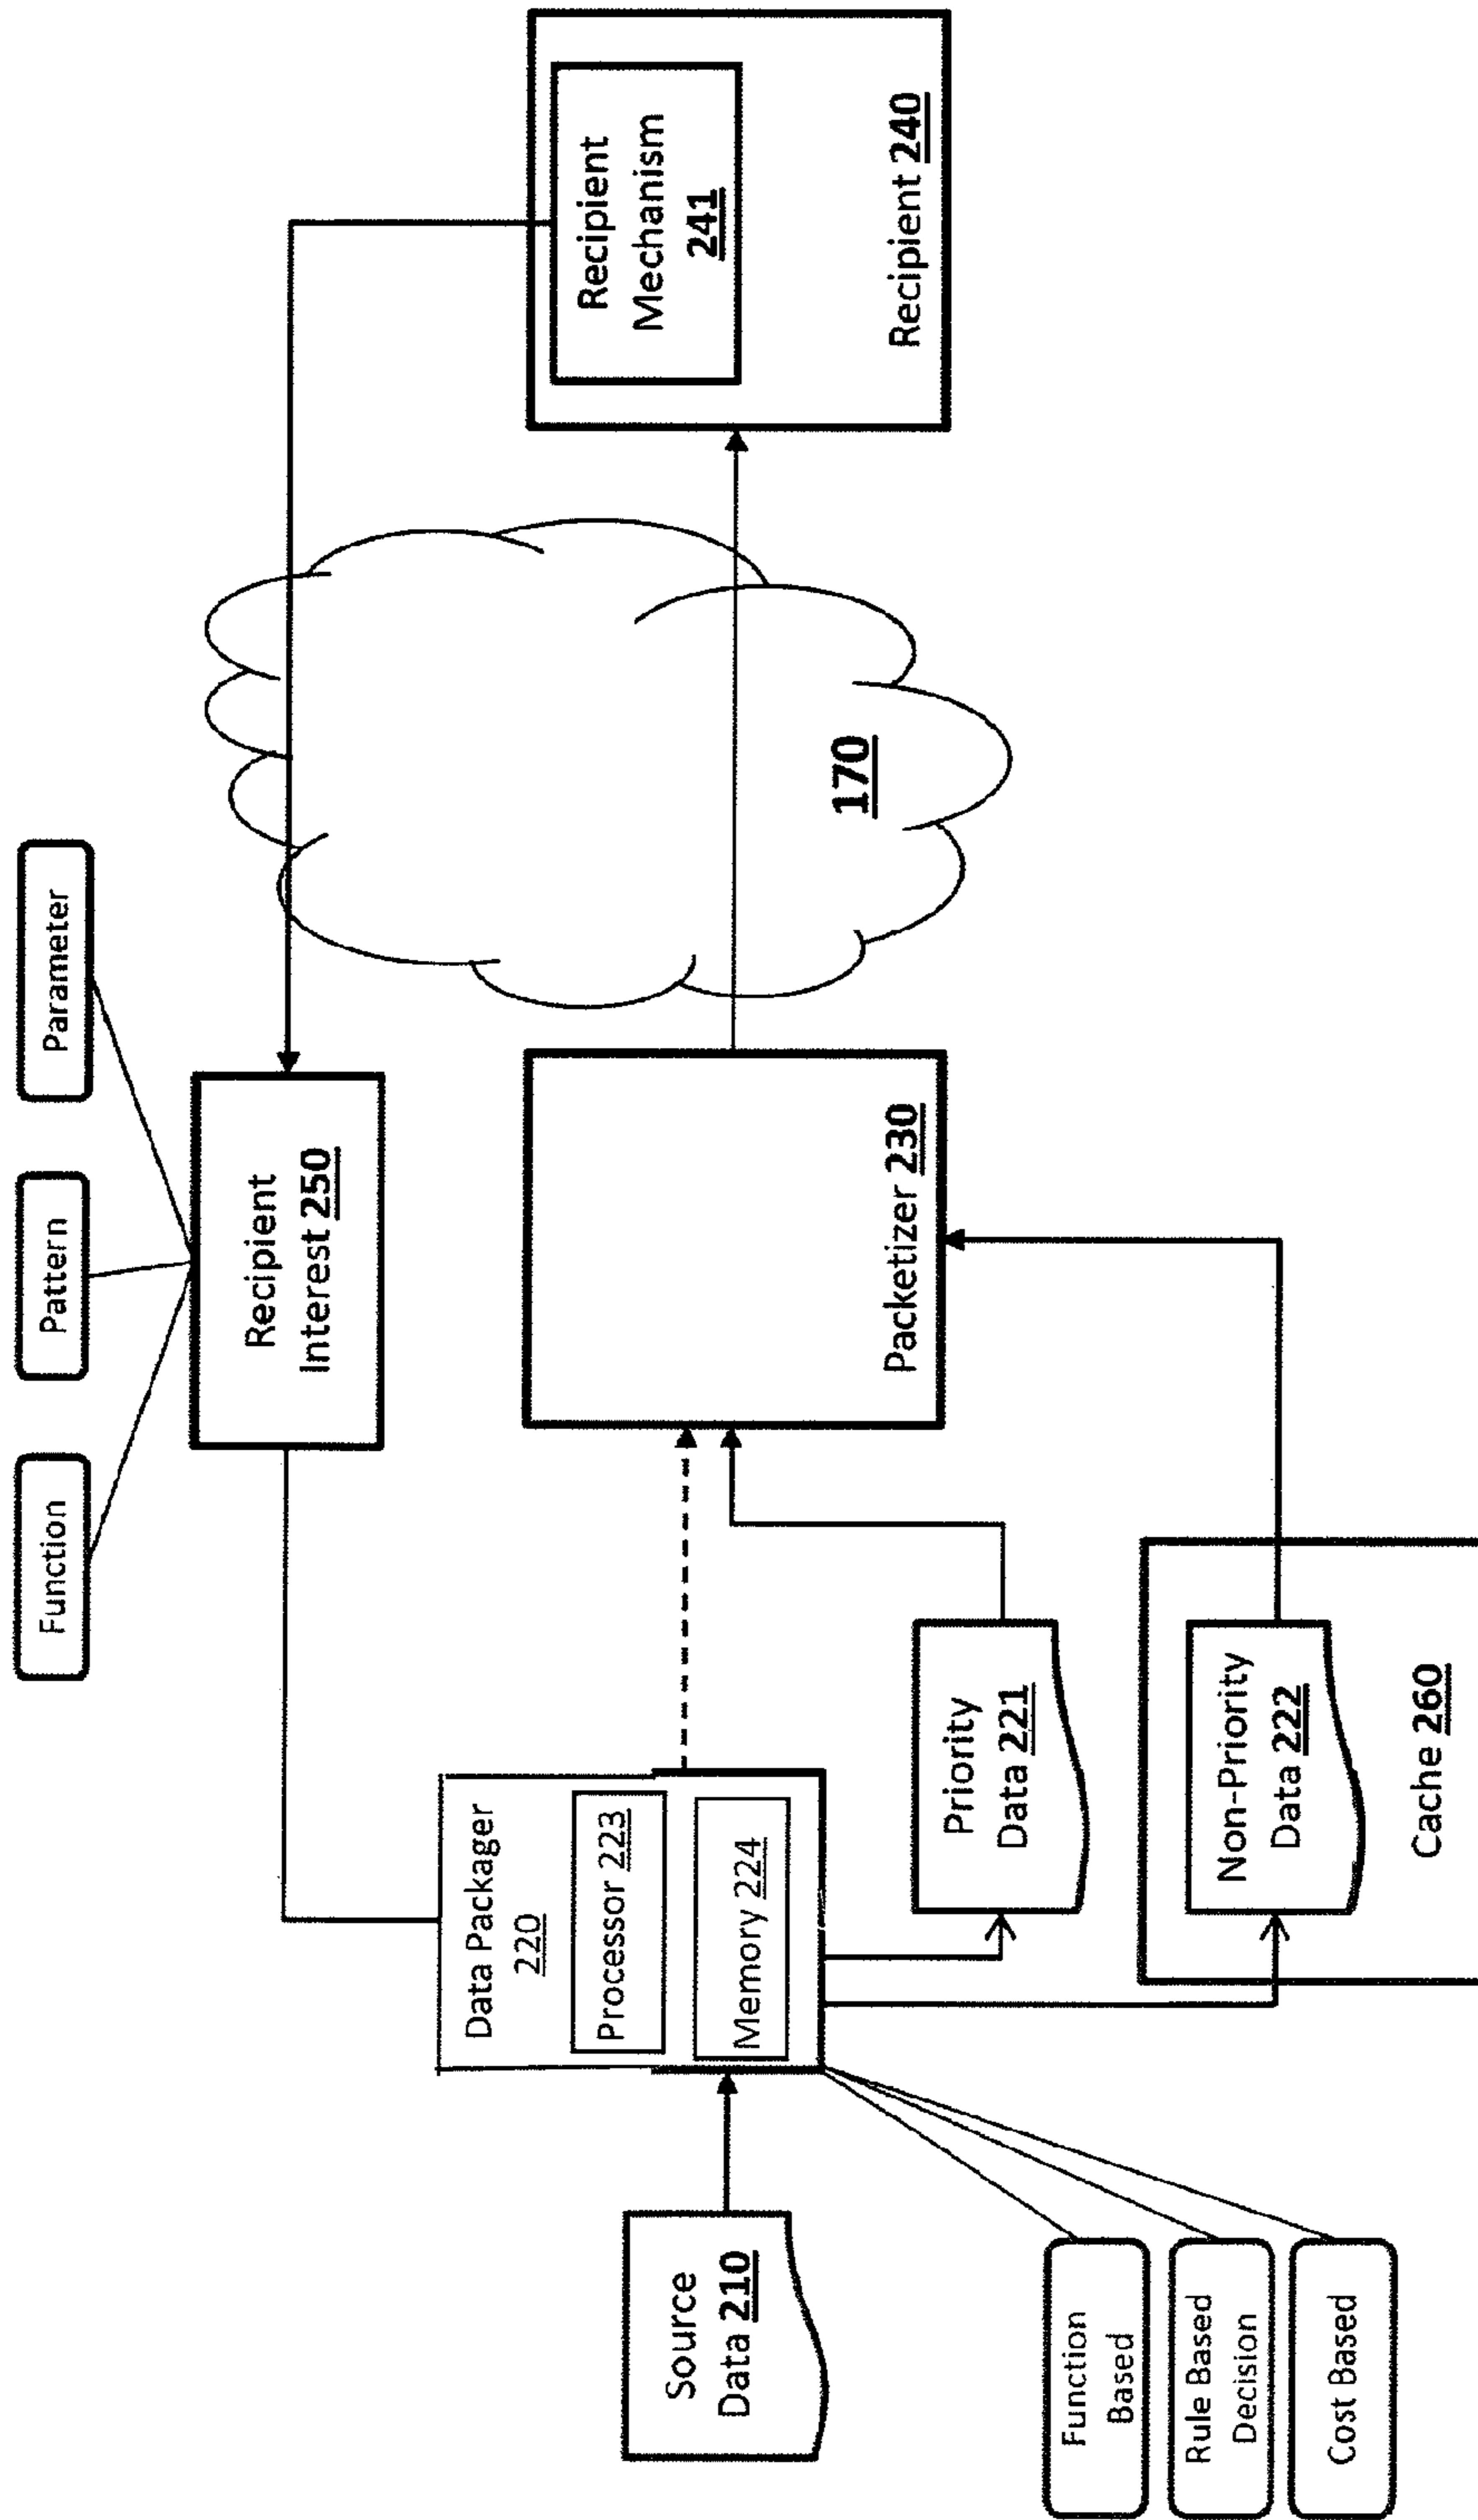 Function
Pattern
Parameter
Recipient
Interest 250
Data Packager
220
Processor 223
Memory 224
Source
Data 210
Packetizer 230
170
Recipient
Mechanism
241
Recipient 240
Priority
Data 221
Non-Priority
Data 222
Cache 260
Function
Based
Rule Based
Decision
Cost Based